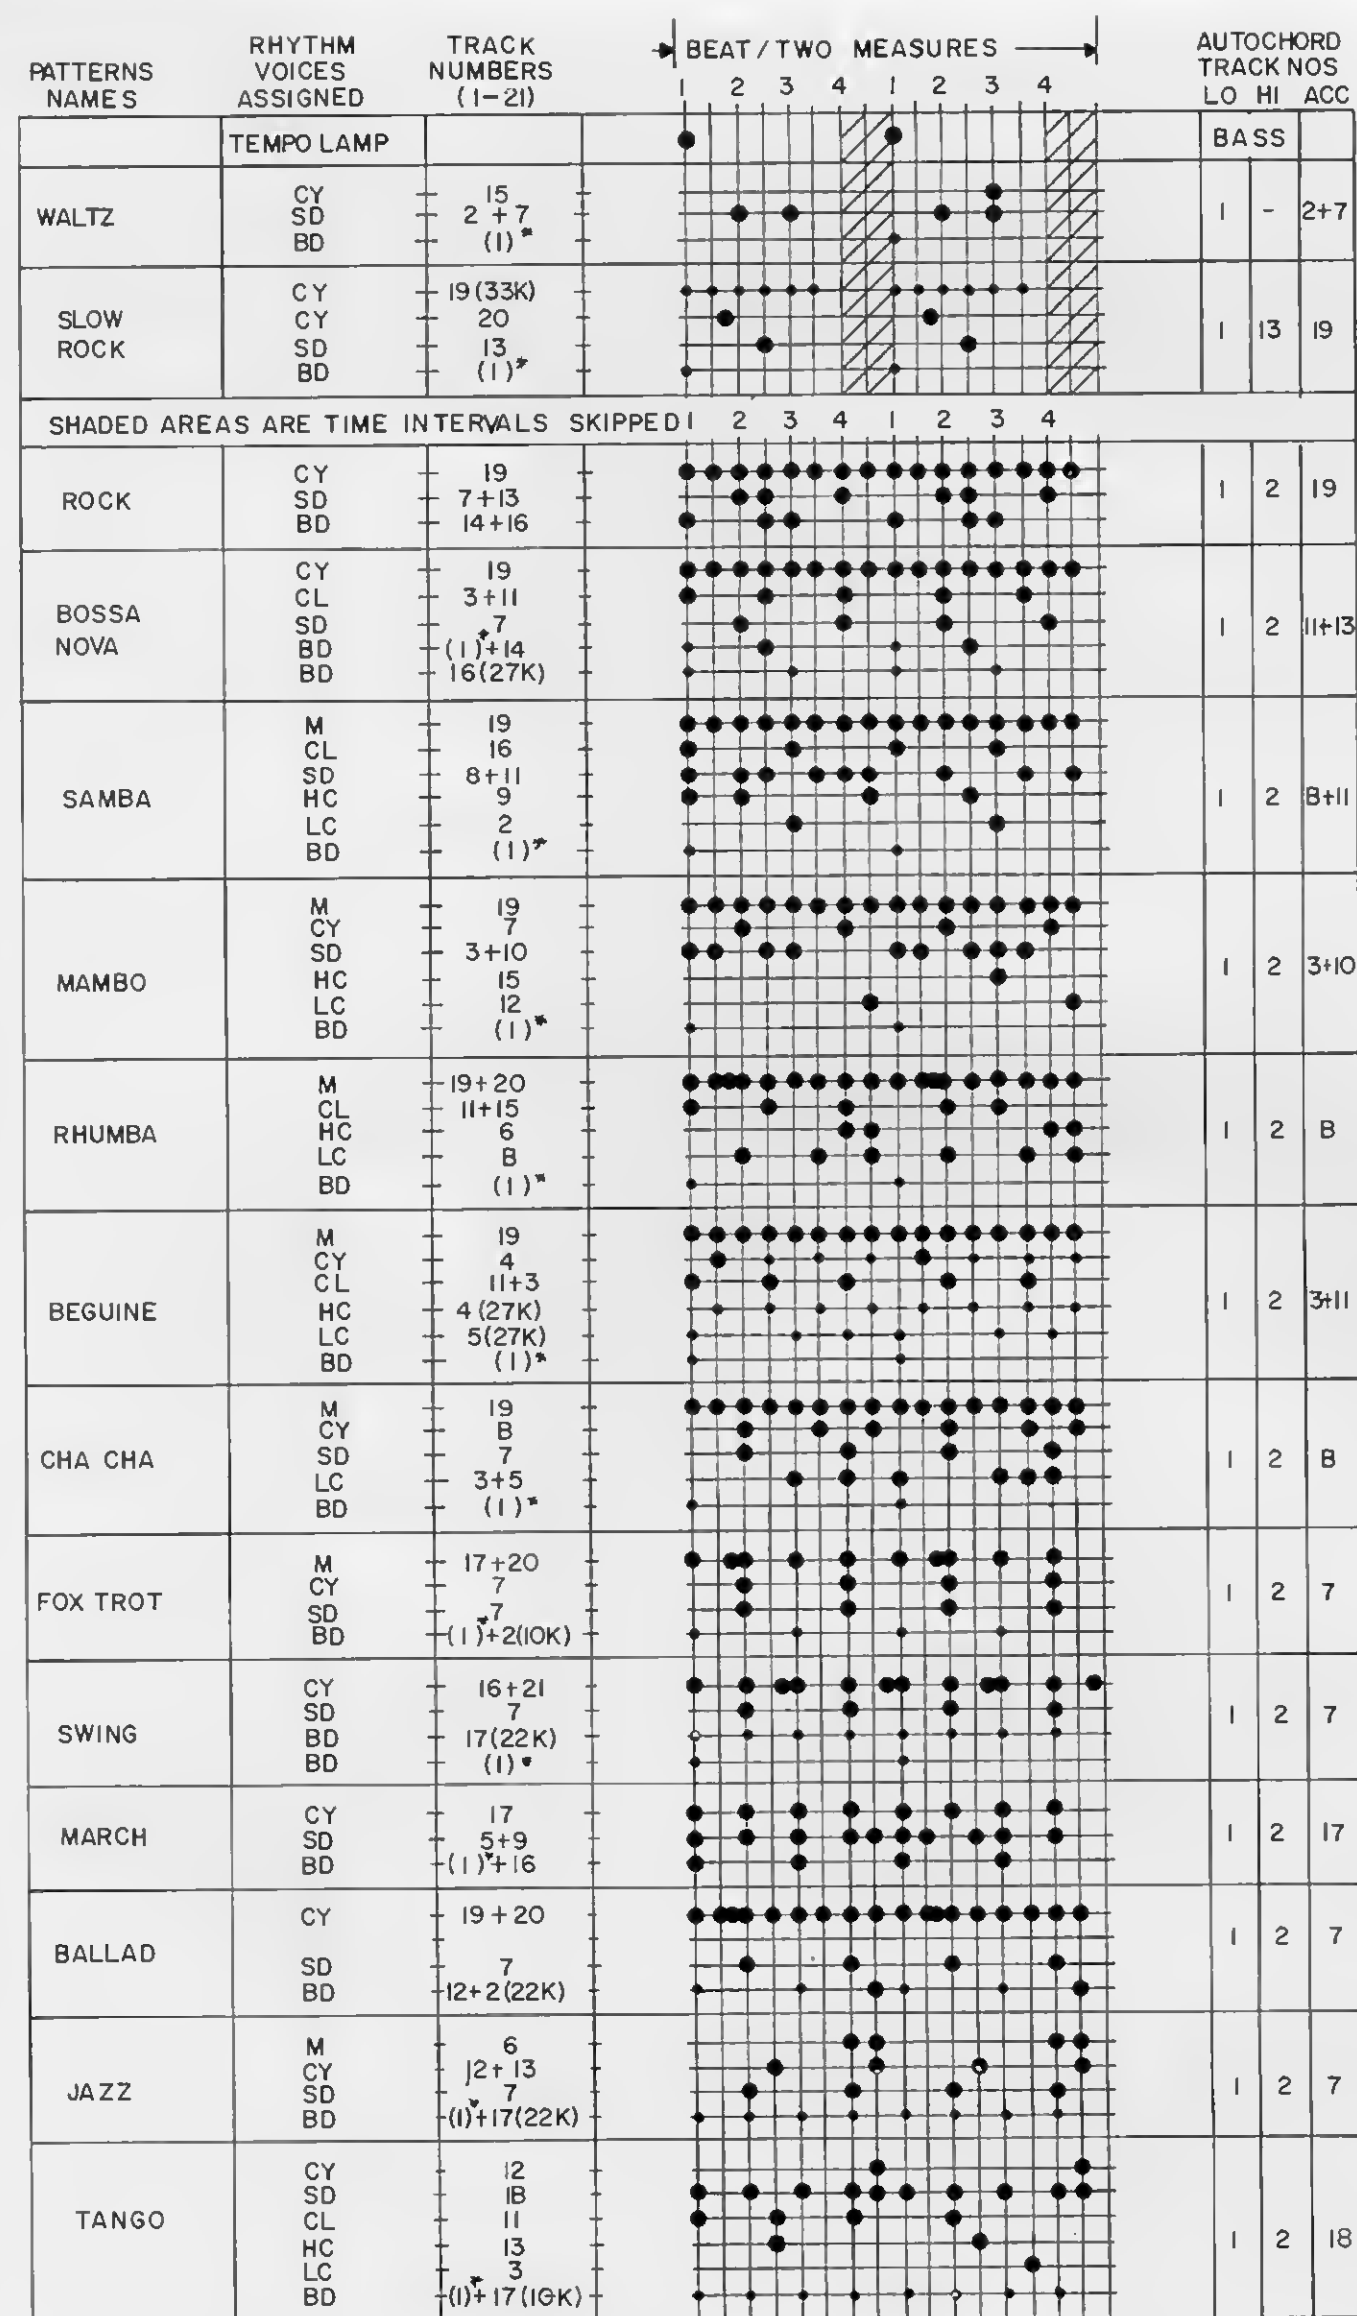 PATTERNS NAMES RHYTHM VOICES ASSIGNED TRACK NUMBERS (1-21) BEAT/TWO MEASURES AUTOCHORD TRACK NOS
1 2 3 4 1 2 3 4 LO HI ACC
TEMPO LAMP BASS
WALTZ 1 - 2+7
CY 15
SD 2+7
BD (1)*
SLOW ROCK 1 13 19
CY 19(33K)
CY 20
SD 13
BD (1)*
SHADED AREAS ARE TIME INTERVALS SKIPPED 1 2 3 4 1 2 3 4
ROCK 1 2 19
CY 19
SD 7+13
BD 14+16
BOSSA NOVA 1 2 11+13
CY 19
CL 3+11
SD 7
BD (1)*+14
BD 16(27K)
SAMBA 1 2 8+11
M 19
CL 16
SD 8+11
HC 9
LC 2
BD (1)*
MAMBO 1 2 3+10
M 19
CY 7
SD 3+10
HC 15
LC 12
BD (1)*
RHUMBA 1 2 8
M 19+20
CL 11+15
HC 6
LC 8
BD (1)*
BEGUINE 1 2 3+11
M 19
CY 4
CL 11+3
HC 4(27K)
LC 5(27K)
BD (1)*
CHA CHA 1 2 8
M 19
CY 8
SD 7
LC 3+5
BD (1)*
FOX TROT 1 2 7
M 17+20
CY 7
SD 7
BD (1)*+2(10K)
SWING 1 2 7
CY 16+21
SD 7
BD 17(22K)
BD (1)*
MARCH 1 2 17
CY 17
SD 5+9
BD (1)*+16
BALLAD 1 2 7
CY 19+20
SD 7
BD 12+2(22K)
JAZZ 1 2 7
M 6
CY 12+13
SD 7
BD (1)*+17(22K)
TANGO 1 2 18
CY 12
SD 18
CL 11
HC 13
LC 3
BD (1)*+17(10K)